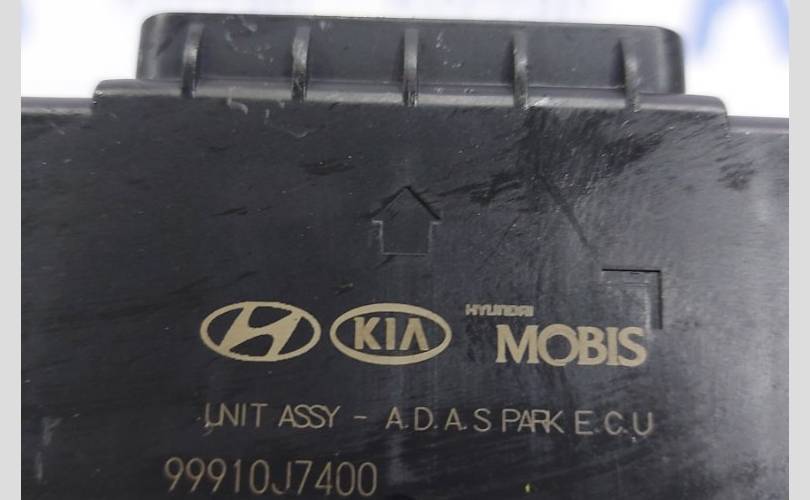 KIA
HYUNDAI
MOBIS
UNIT ASSY - A.D.A.S PARK E.C.U
99910J7400